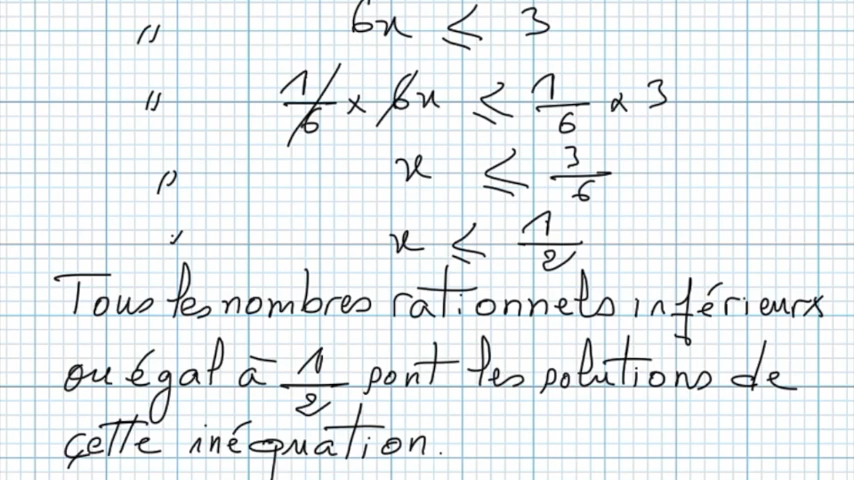 " 6x ≤ 3
" 1/6 × 6x ≤ 1/6 × 3
" x ≤ 3/6
" x ≤ 1/2
Tous les nombres rationnels inférieurs
ou égal à 1/2 sont les solutions de
cette inéquation.